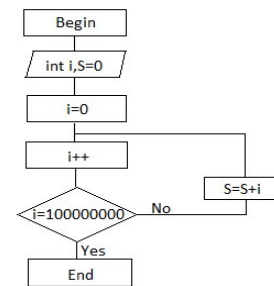 Begin
int i,S=0
i=0
i++
S=S+i
i=100000000
No
Yes
End